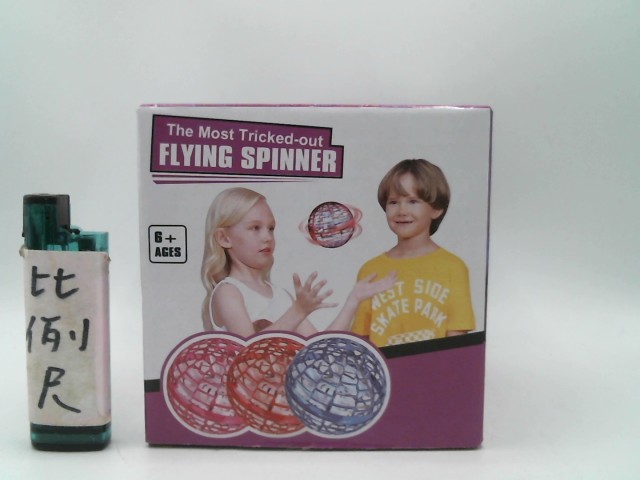 The Most Tricked-out
FLYING SPINNER
6+
AGES
WEST SIDE
SKATE PARK
比
例
尺